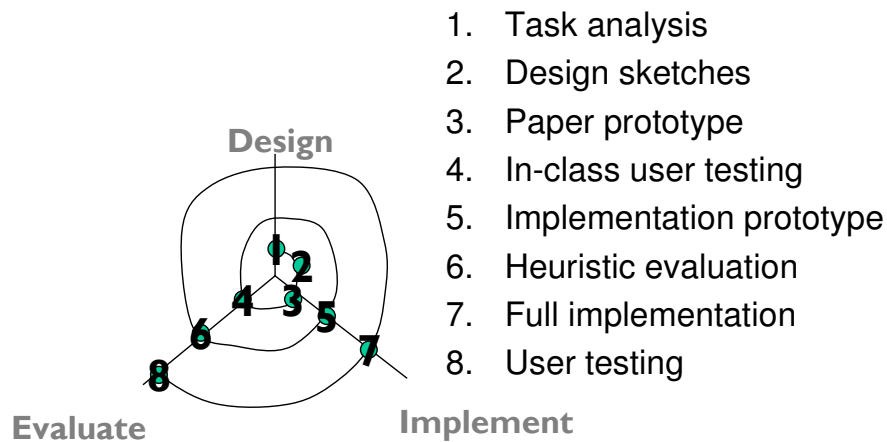 1. Task analysis
2. Design sketches
3. Paper prototype
4. In-class user testing
5. Implementation prototype
6. Heuristic evaluation
7. Full implementation
8. User testing
Design
1
2
4
3
5
6
7
8
Evaluate
Implement